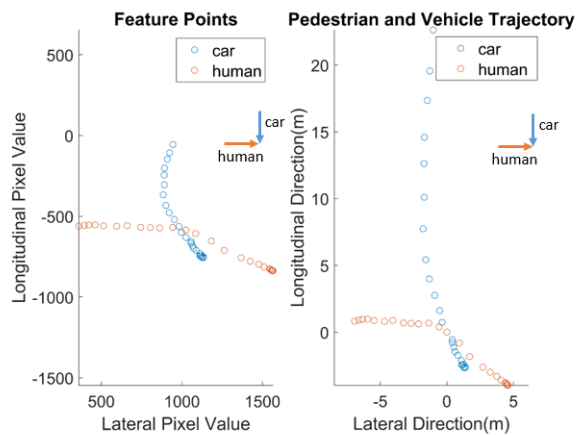 Feature Points
Longitudinal Pixel Value
500
0
-500
-1000
-1500
500
1000
1500
Lateral Pixel Value
car
human
car
human
Pedestrian and Vehicle Trajectory
Longitudinal Direction(m)
20
15
10
5
0
-5
0
5
Lateral Direction(m)
car
human
car
human